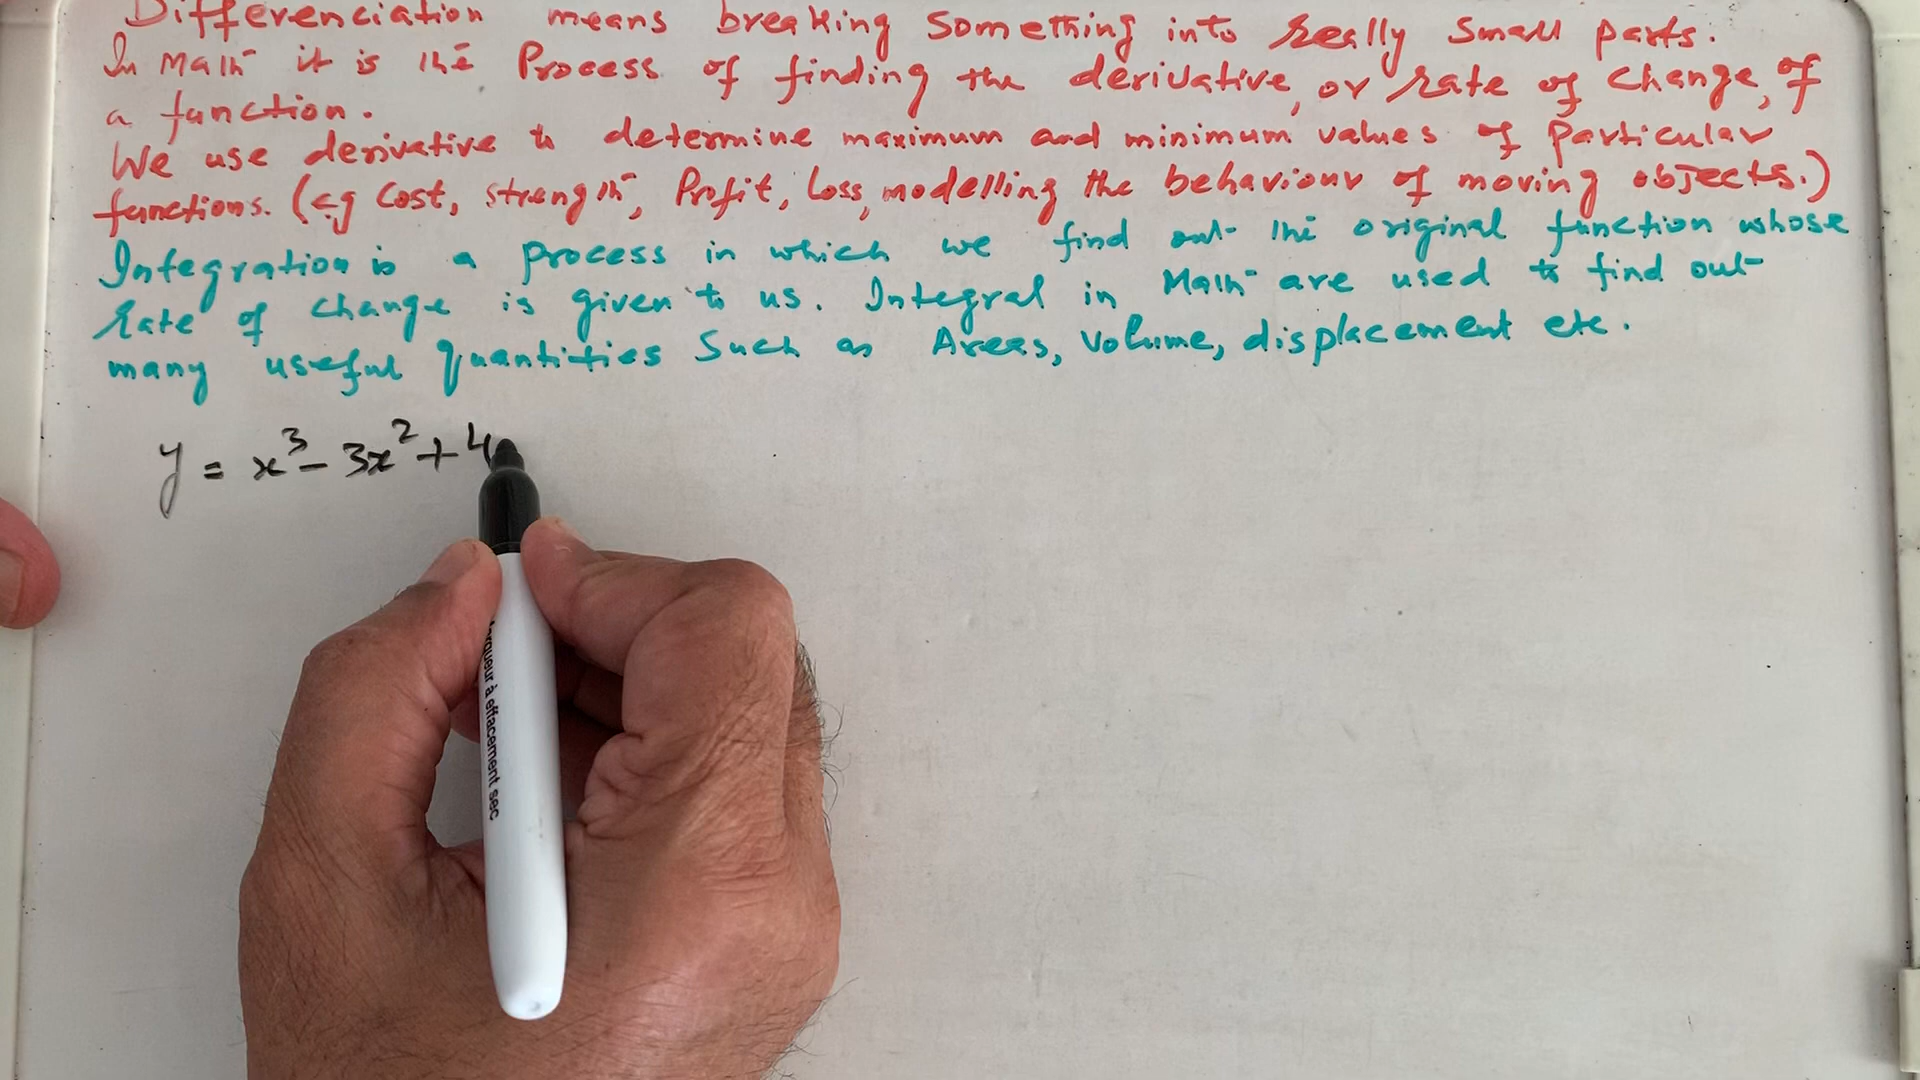 Differenciation means breaking something into really small parts.
In Math it is the Process of finding the derivative, or rate of change, of
a function.
We use derivative to determine maximum and minimum values of particular
functions. (e.g cost, strength, Profit, Loss, modelling the behaviour of moving objects.)
Integration is a process in which we find out the original function whose
rate of change is given to us. Integral in Math are used to find out
many useful quantities such as Areas, volume, displacement etc.
y = x³ - 3x² + 4
marqueur à effacement sec